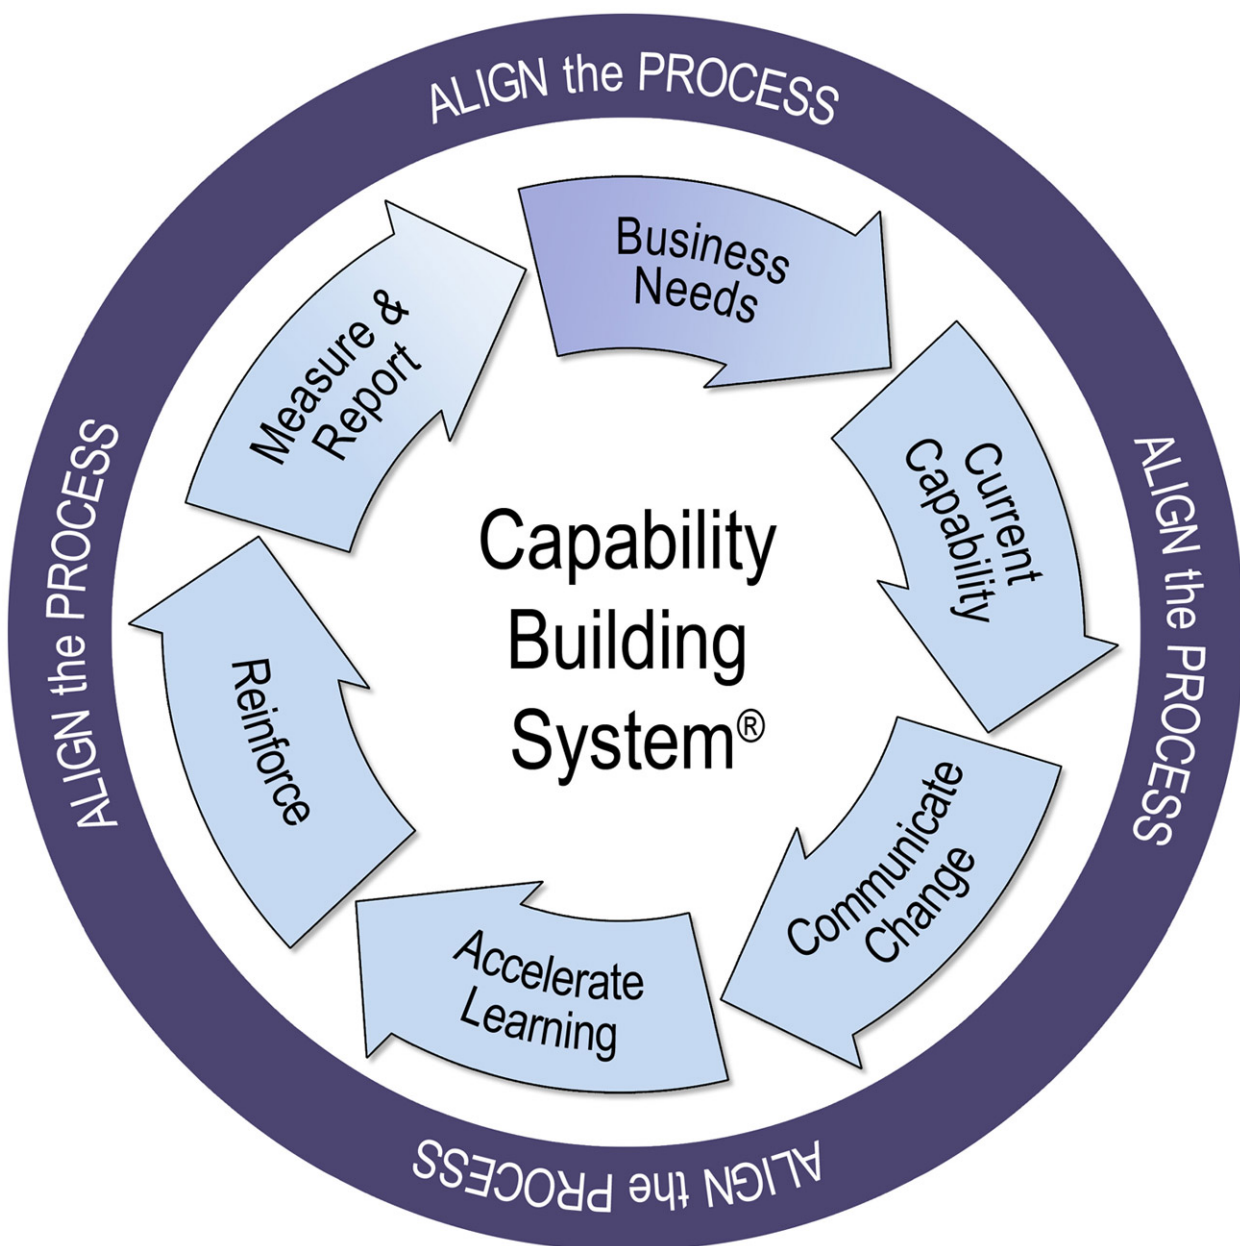 ALIGN the PROCESS
Business
Needs
Current
Capability
Communicate
Change
Accelerate
Learning
Reinforce
Measure &
Report
Capability
Building
System®
ALIGN the PROCESS
ALIGN the PROCESS
ALIGN the PROCESS